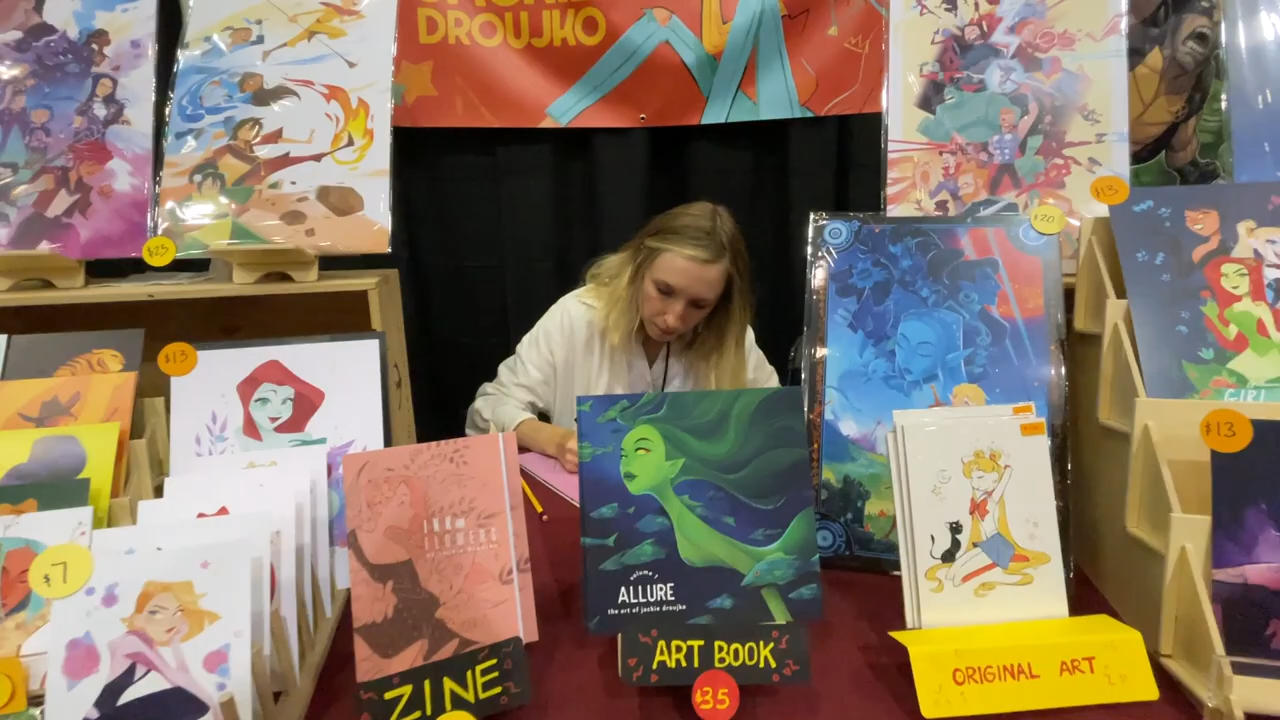 DROUJKO
$25
$20
$13
$13
$13
GIRL
$7
INK &
FLOWERS
volume 1
ALLURE
the art of jackie droujko
ZINE
ART BOOK
$35
ORIGINAL ART